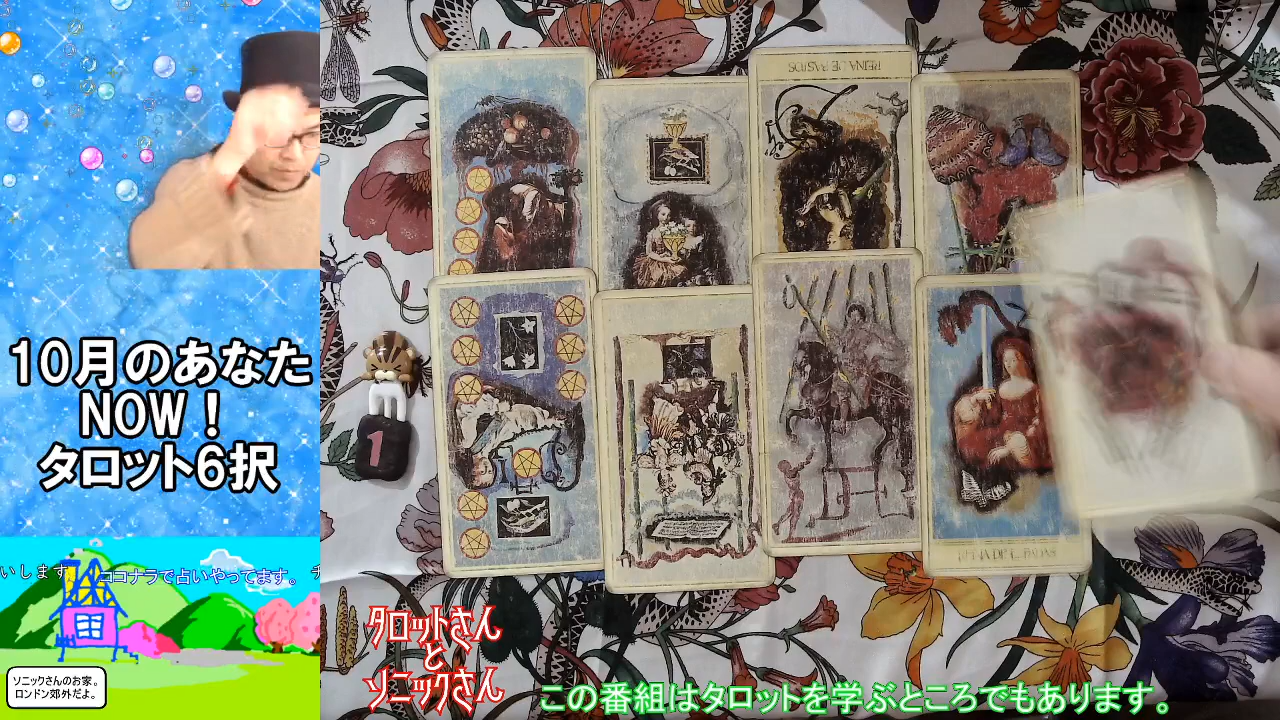 REINA DE BASTOS
10月のあなた
NOW！
タロット6択
いします
ココナラで占いやってます。
チ
ソニックさんのお家。
ロンドン郊外だよ。
1
タロットさん
と
ソニックさん
この番組はタロットを学ぶところでもあります。